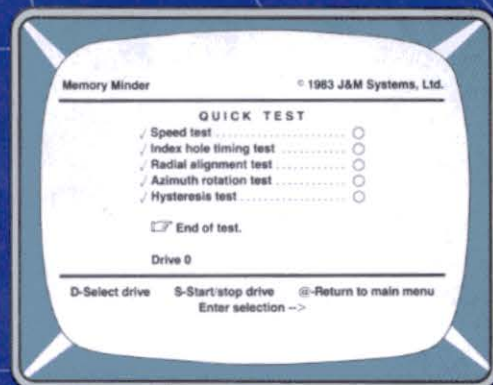 Memory Minder © 1983 J&M Systems, Ltd.
QUICK TEST
✓ Speed test ........................ ○
✓ Index hole timing test ............ ○
✓ Radial alignment test ............. ○
✓ Azimuth rotation test ............. ○
✓ Hysteresis test ................... ○
☞ End of test.
Drive 0
D-Select drive S-Start/stop drive @-Return to main menu
Enter selection -->